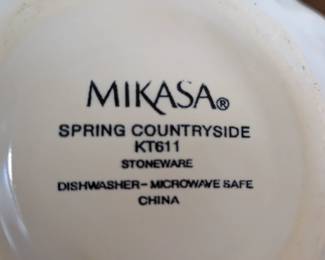 MIKASA®
SPRING COUNTRYSIDE
KT611
STONEWARE
DISHWASHER-MICROWAVE SAFE
CHINA